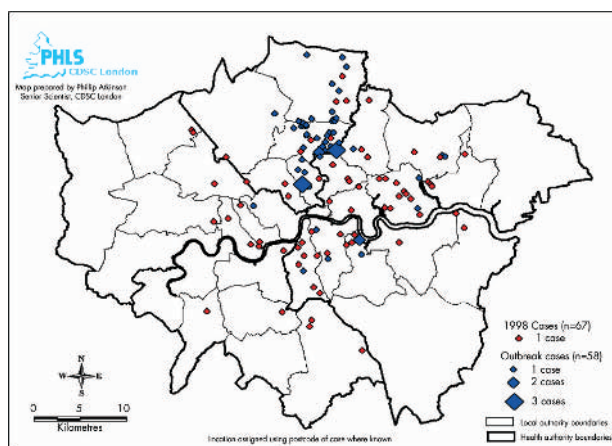 PHLS
CDSC London
Map prepared by Phillip Atkinson
Senior Scientist, CDSC London
1998 Cases (n=67)
1 case
Outbreak cases (n=58)
1 case
2 cases
3 cases
N
W E
S
0 5 10
Kilometres
Location assigned using postcode of case where known
Local authority boundaries
Health authority boundaries